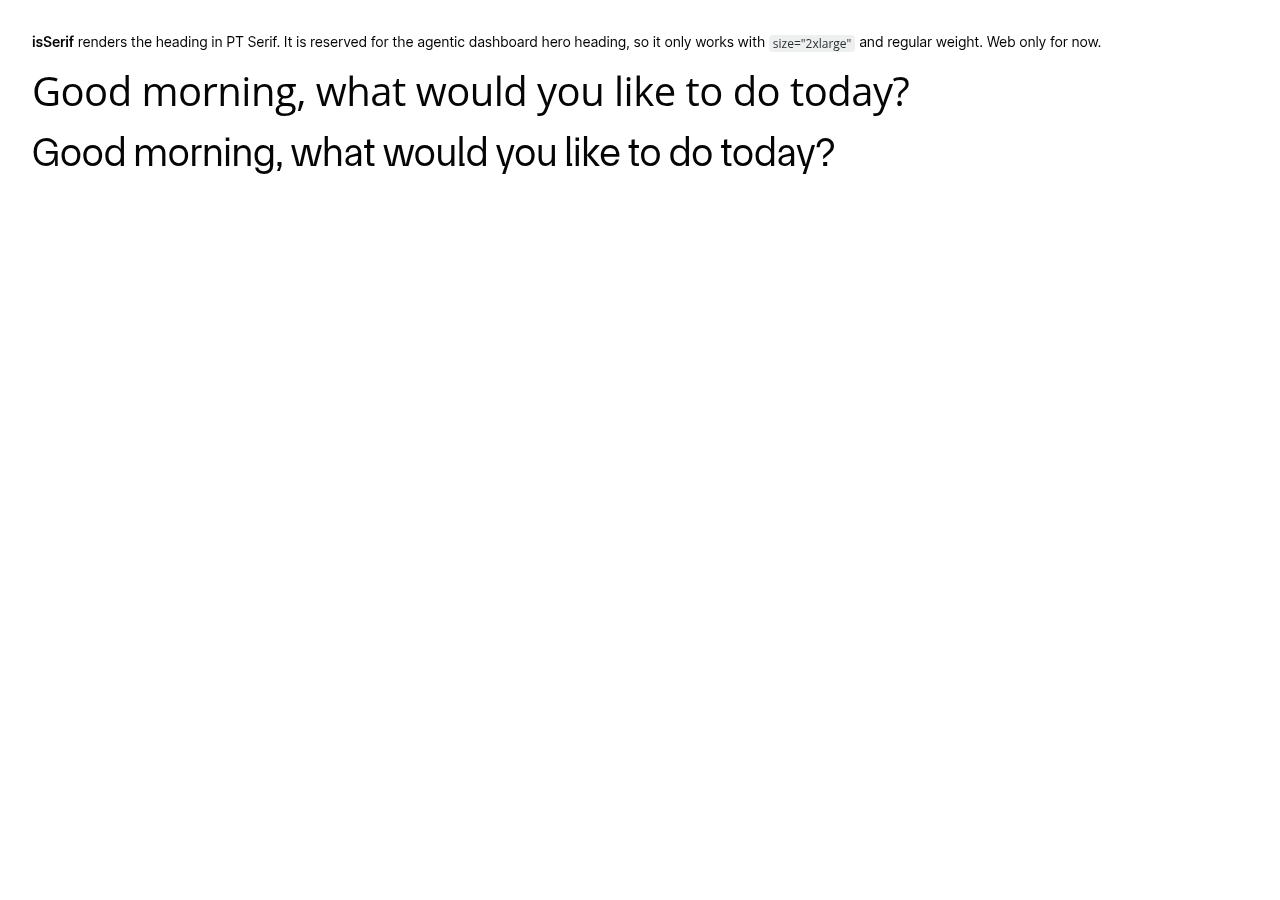 isSerif renders the heading in PT Serif. It is reserved for the agentic dashboard hero heading, so it only works with size="2xlarge" and regular weight. Web only for now.
Good morning, what would you like to do today?
Good morning, what would you like to do today?